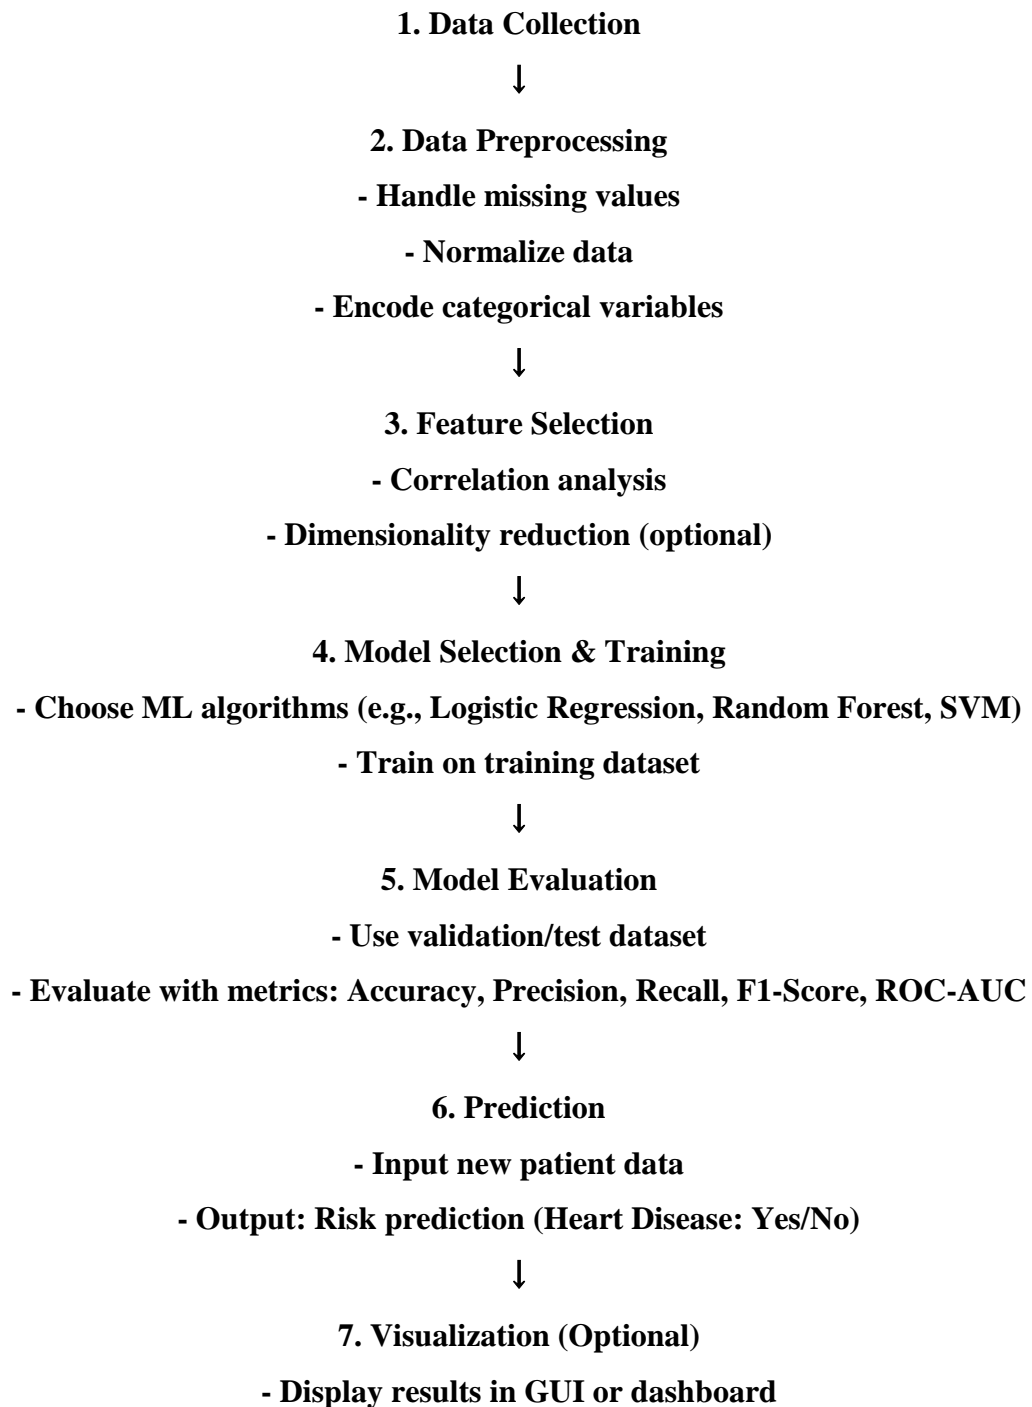 1. Data Collection
↓
2. Data Preprocessing
- Handle missing values
- Normalize data
- Encode categorical variables
↓
3. Feature Selection
- Correlation analysis
- Dimensionality reduction (optional)
↓
4. Model Selection & Training
- Choose ML algorithms (e.g., Logistic Regression, Random Forest, SVM)
- Train on training dataset
↓
5. Model Evaluation
- Use validation/test dataset
- Evaluate with metrics: Accuracy, Precision, Recall, F1-Score, ROC-AUC
↓
6. Prediction
- Input new patient data
- Output: Risk prediction (Heart Disease: Yes/No)
↓
7. Visualization (Optional)
- Display results in GUI or dashboard